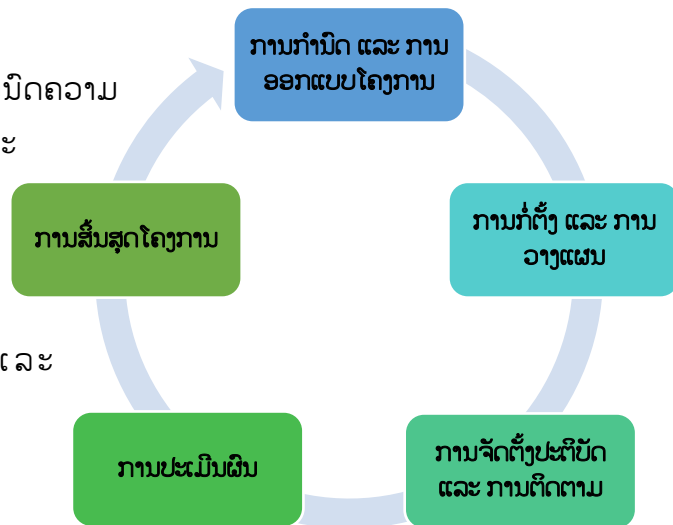 ການກຳນົດ ແລະ ການ
ອອກແບບໂຄງການ
ນົດຄວາມ
ການສິ້ນສຸດໂຄງການ
ການກໍ່ຕັ້ງ ແລະ ການ
ວາງແຜນ
ແລະ
ການປະເມີນຜົນ
ການຈັດຕັ້ງປະຕິບັດ
ແລະ ການຕິດຕາມ